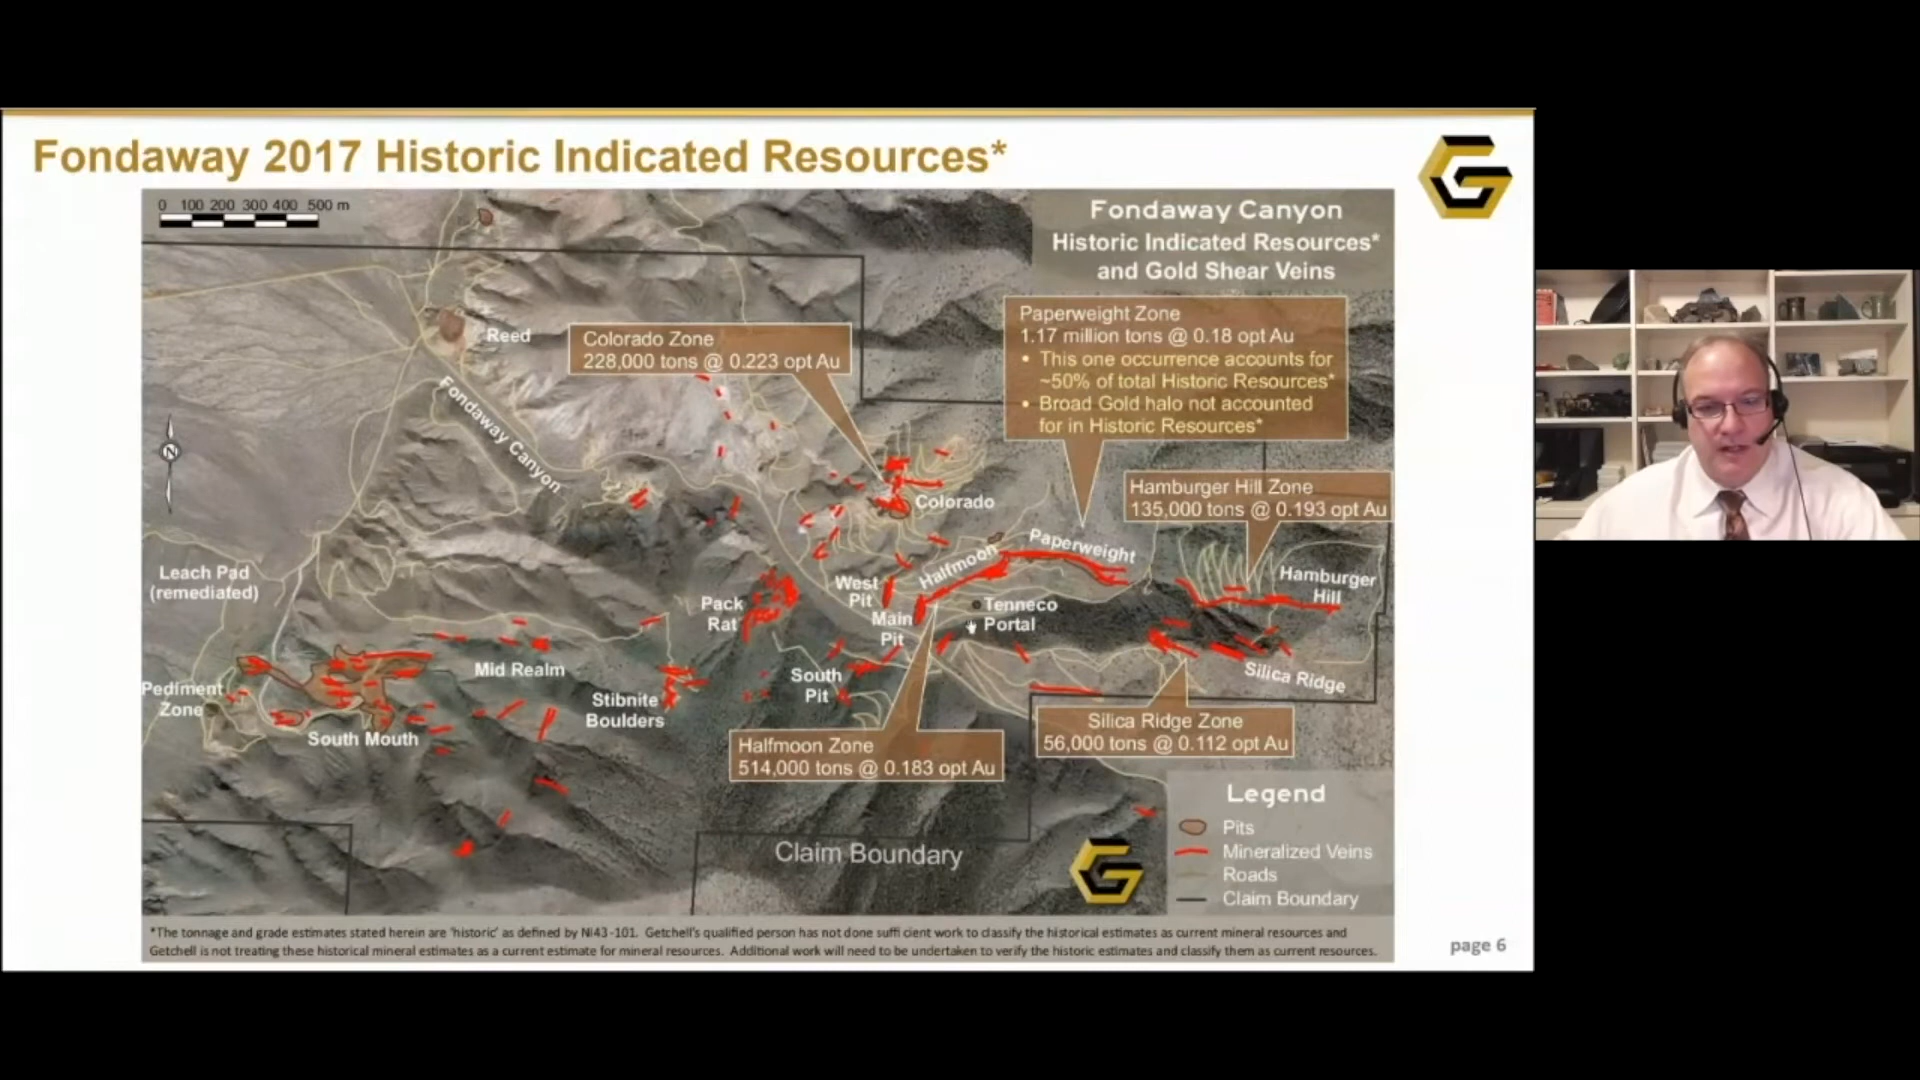 Fondaway 2017 Historic Indicated Resources*
0 100 200 300 400 500 m
Fondaway Canyon
Historic Indicated Resources*
and Gold Shear Veins
Paperweight Zone
1.17 million tons @ 0.18 opt Au
• This one occurrence accounts for
~50% of total Historic Resources*
• Broad Gold halo not accounted
for in Historic Resources*
Reed
Colorado Zone
228,000 tons @ 0.223 opt Au
Fondaway Canyon
N
Hamburger Hill Zone
135,000 tons @ 0.193 opt Au
Colorado
Paperweight
Halfmoon
Leach Pad
(remediated)
West
Pit
Hamburger
Hill
Pack
Rat
Main
Pit
Tenneco
Portal
Mid Realm
South
Pit
Silica Ridge
Pediment
Zone
Stibnite
Boulders
South Mouth
Silica Ridge Zone
56,000 tons @ 0.112 opt Au
Halfmoon Zone
514,000 tons @ 0.183 opt Au
Legend
Pits
Mineralized Veins
Roads
Claim Boundary
Claim Boundary
*The tonnage and grade estimates stated herein are 'historic' as defined by NI43-101. Getchell's qualified person has not done suffi cient work to classify the historical estimates as current mineral resources and
Getchell is not treating these historical mineral estimates as a current estimate for mineral resources. Additional work will need to be undertaken to verify the historic estimates and classify them as current resources.
page 6